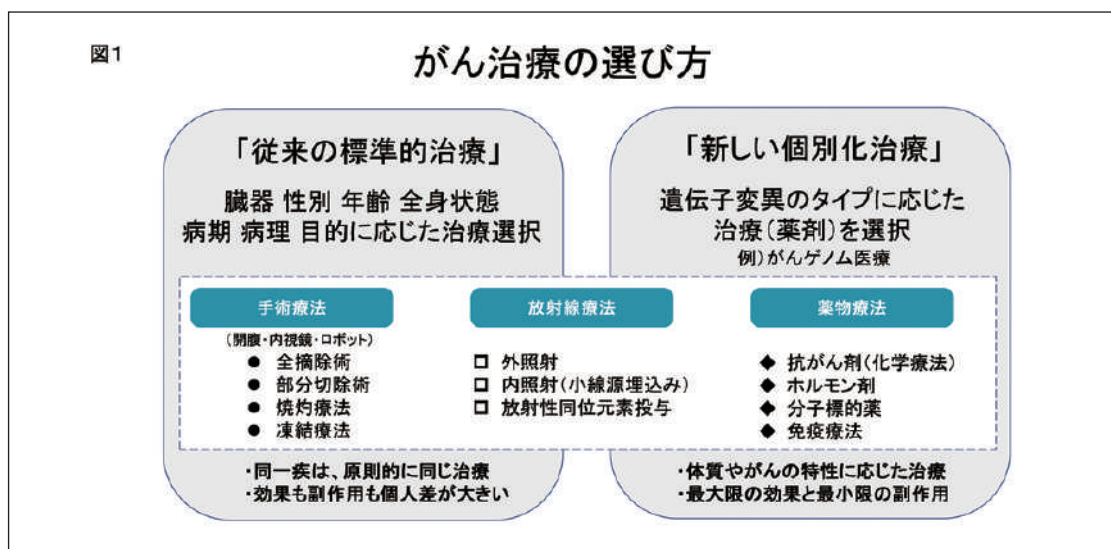 図1
がん治療の選び方
「従来の標準的治療」
臓器 性別 年齢 全身状態
病期 病理 目的に応じた治療選択
「新しい個別化治療」
遺伝子変異のタイプに応じた
治療(薬剤)を選択
例)がんゲノム医療
手術療法
(開腹・内視鏡・ロボット)
● 全摘除術
● 部分切除術
● 焼灼療法
● 凍結療法
放射線療法
□ 外照射
□ 内照射(小線源埋込み)
□ 放射性同位元素投与
薬物療法
◆ 抗がん剤(化学療法)
◆ ホルモン剤
◆ 分子標的薬
◆ 免疫療法
・同一疾は、原則的に同じ治療
・効果も副作用も個人差が大きい
・体質やがんの特性に応じた治療
・最大限の効果と最小限の副作用